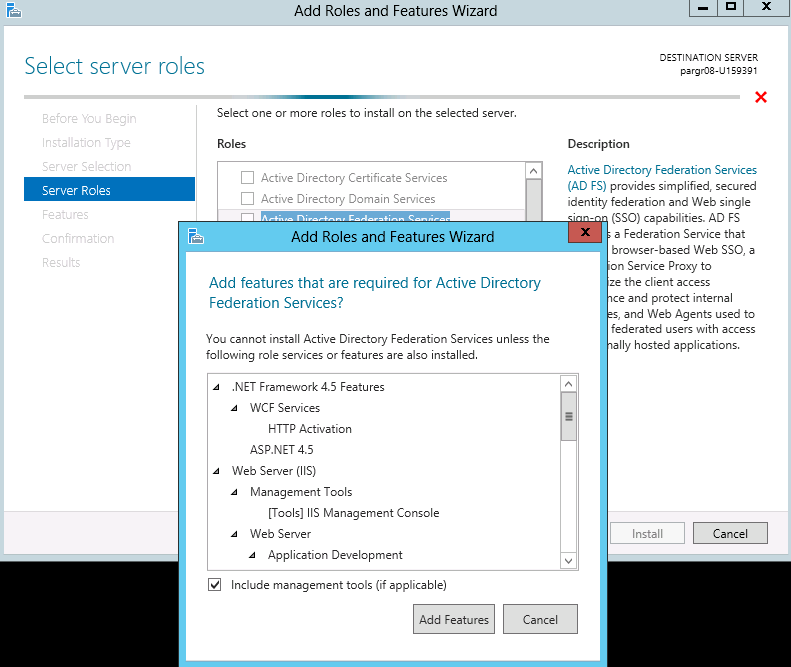 Add Roles and Features Wizard
Select server roles
DESTINATION SERVER
pargr08-U159391
Before You Begin
Installation Type
Server Selection
Server Roles
Features
Confirmation
Results
Select one or more roles to install on the selected server.
Roles
Active Directory Certificate Services
Active Directory Domain Services
Active Directory Federation Services
Description
Active Directory Federation Services
(AD FS) provides simplified, secured
identity federation and Web single
sign-on (SSO) capabilities. AD FS
s a Federation Service that
browser-based Web SSO, a
ion Service Proxy to
ize the client access
nce and protect internal
es, and Web Agents used to
federated users with access
nally hosted applications.
Install
Cancel
Add Roles and Features Wizard
Add features that are required for Active Directory
Federation Services?
You cannot install Active Directory Federation Services unless the
following role services or features are also installed.
.NET Framework 4.5 Features
WCF Services
HTTP Activation
ASP.NET 4.5
Web Server (IIS)
Management Tools
[Tools] IIS Management Console
Web Server
Application Development
Include management tools (if applicable)
Add Features
Cancel